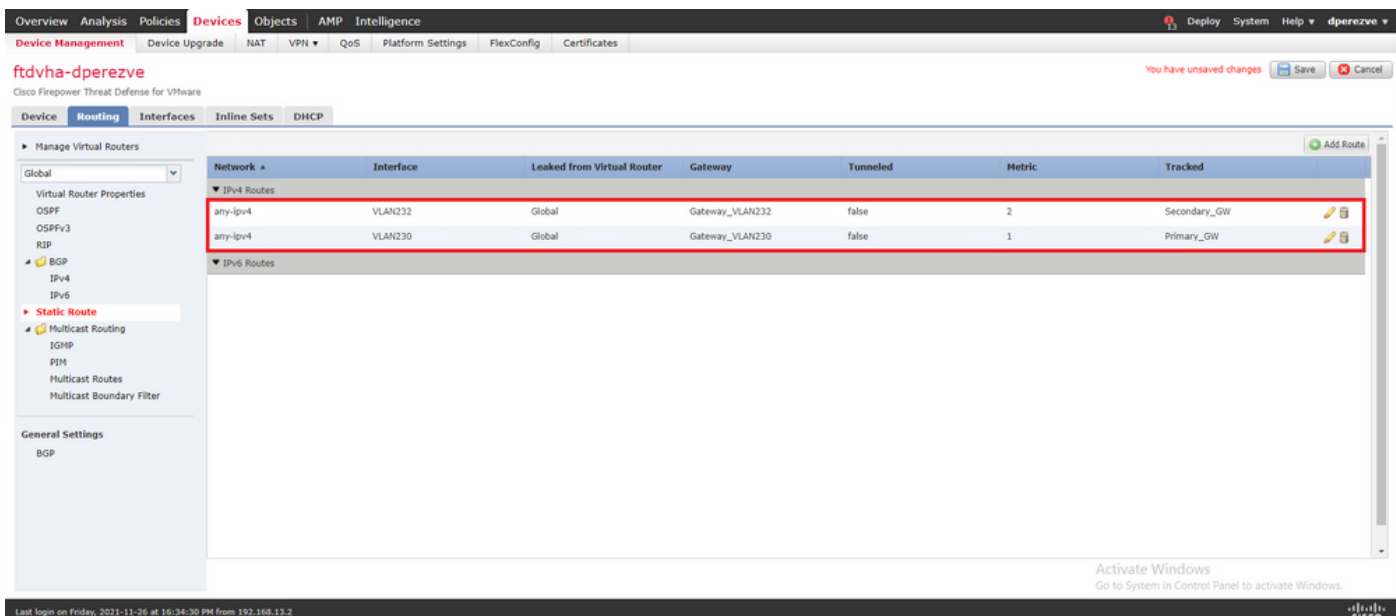 Overview Analysis Policies Devices Objects AMP Intelligence 13 Deploy System Help dperezve
Device Management Device Upgrade NAT VPN QoS Platform Settings FlexConfig Certificates
ftdvha-dperezve You have unsaved changes Save Cancel
Cisco Firepower Threat Defense for VMware
Device Routing Interfaces Inline Sets DHCP
Manage Virtual Routers Add Route
Global Network Interface Leaked from Virtual Router Gateway Tunneled Metric Tracked
Virtual Router Properties IPv4 Routes
OSPF any-ipv4 VLAN232 Global Gateway_VLAN232 false 2 Secondary_GW
OSPFv3
RIP any-ipv4 VLAN230 Global Gateway_VLAN230 false 1 Primary_GW
BGP IPv6 Routes
IPv4
IPv6
Static Route
Multicast Routing
IGMP
PIM
Multicast Routes
Multicast Boundary Filter
General Settings
BGP
Activate Windows
Go to System in Control Panel to activate Windows.
Last login on Friday, 2021-11-26 at 16:34:30 PM from 192.168.13.2 cisco